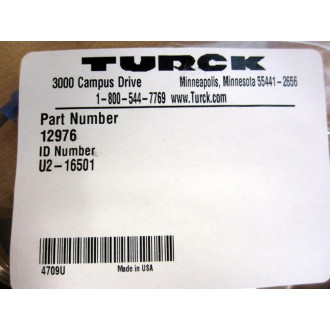 TURCK
3000 Campus Drive Minneapolis, Minnesota 55441-2656
1-800-544-7769 www.Turck.com
Part Number
12976
ID Number
U2-16501
4709U Made in USA